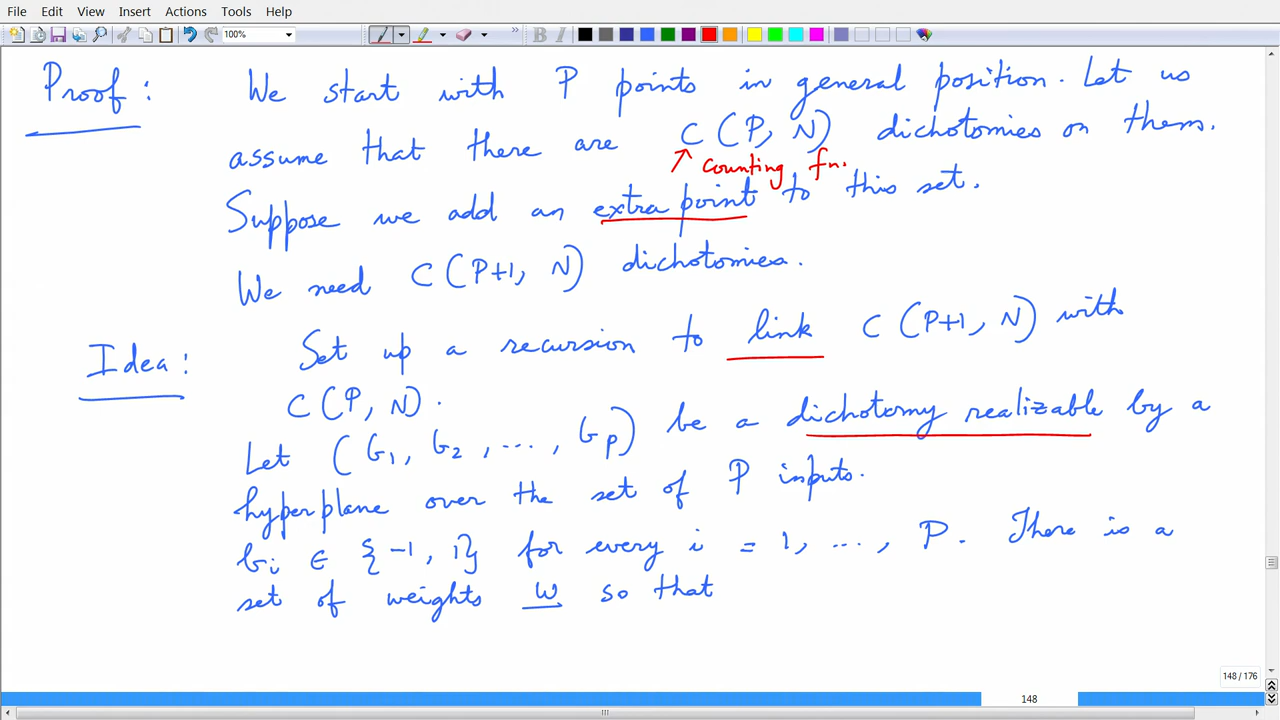 File Edit View Insert Actions Tools Help
100%
Proof : We start with P points in general position. Let us
assume that there are C (P, N) dichotomies on them.
↗ counting fn.
Suppose we add an extra point to this set.
We need C (P+1, N) dichotomies.
Idea : Set up a recursion to link C (P+1, N) with
C (P, N).
Let (b1, b2, ..., bp) be a dichotomy realizable by a
hyperplane over the set of P inputs.
bi ∈ {-1, 1} for every i = 1, ..., P. There is a
set of weights w so that
148 / 176
148